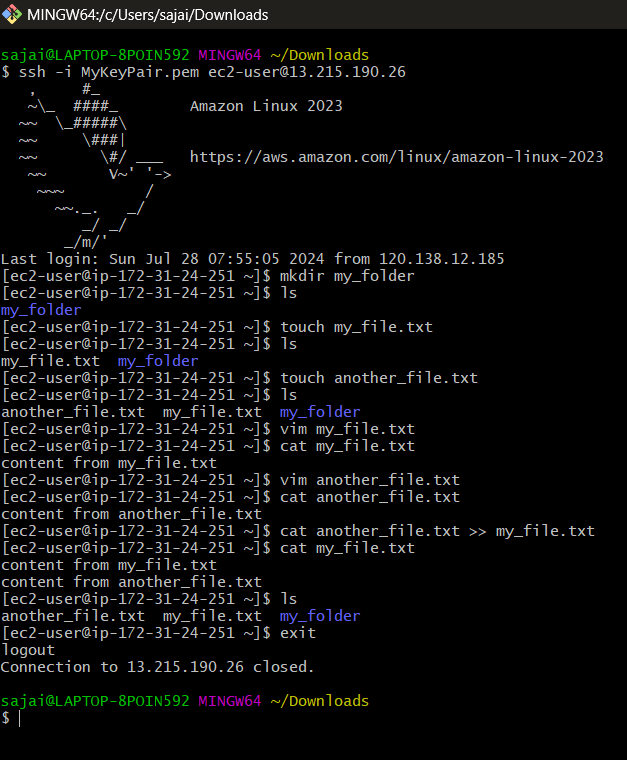 MINGW64:/c/Users/sajai/Downloads
sajai@LAPTOP-8POIN592 MINGW64 ~/Downloads
$ ssh -i MyKeyPair.pem ec2-user@13.215.190.26
   ,     #_
   ~\_  ####_        Amazon Linux 2023
  ~~  \_#####\
  ~~     \###|
  ~~       \#/ ___   https://aws.amazon.com/linux/amazon-linux-2023
   ~~       V~' '->
    ~~~         /
      ~~._.   _/
         _/ _/
       _/m/'
Last login: Sun Jul 28 07:55:05 2024 from 120.138.12.185
[ec2-user@ip-172-31-24-251 ~]$ mkdir my_folder
[ec2-user@ip-172-31-24-251 ~]$ ls
my_folder
[ec2-user@ip-172-31-24-251 ~]$ touch my_file.txt
[ec2-user@ip-172-31-24-251 ~]$ ls
my_file.txt  my_folder
[ec2-user@ip-172-31-24-251 ~]$ touch another_file.txt
[ec2-user@ip-172-31-24-251 ~]$ ls
another_file.txt  my_file.txt  my_folder
[ec2-user@ip-172-31-24-251 ~]$ vim my_file.txt
[ec2-user@ip-172-31-24-251 ~]$ cat my_file.txt
content from my_file.txt
[ec2-user@ip-172-31-24-251 ~]$ vim another_file.txt
[ec2-user@ip-172-31-24-251 ~]$ cat another_file.txt
content from another_file.txt
[ec2-user@ip-172-31-24-251 ~]$ cat another_file.txt >> my_file.txt
[ec2-user@ip-172-31-24-251 ~]$ cat my_file.txt
content from my_file.txt
content from another_file.txt
[ec2-user@ip-172-31-24-251 ~]$ ls
another_file.txt  my_file.txt  my_folder
[ec2-user@ip-172-31-24-251 ~]$ exit
logout
Connection to 13.215.190.26 closed.
sajai@LAPTOP-8POIN592 MINGW64 ~/Downloads
$